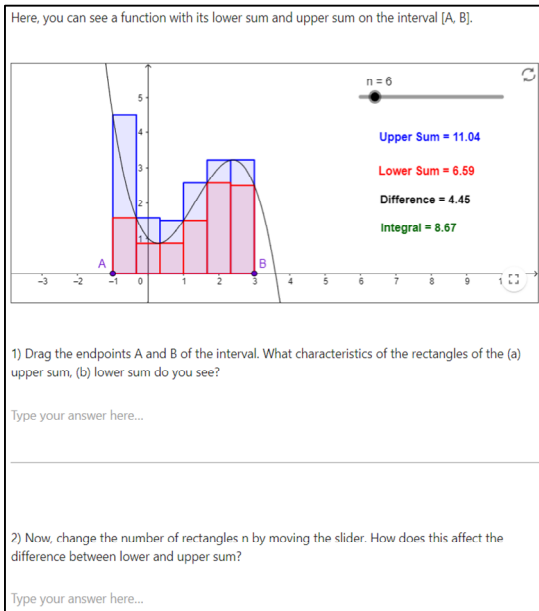 Here, you can see a function with its lower sum and upper sum on the interval [A, B].
n = 6
5
Upper Sum = 11.04
4
Lower Sum = 6.59
3
Difference = 4.45
2
Integral = 8.67
1
A
B
-3 -2 -1 0 1 2 3 4 5 6 7 8 9 1
1) Drag the endpoints A and B of the interval. What characteristics of the rectangles of the (a)
upper sum, (b) lower sum do you see?
Type your answer here...
2) Now, change the number of rectangles n by moving the slider. How does this affect the
difference between lower and upper sum?
Type your answer here...